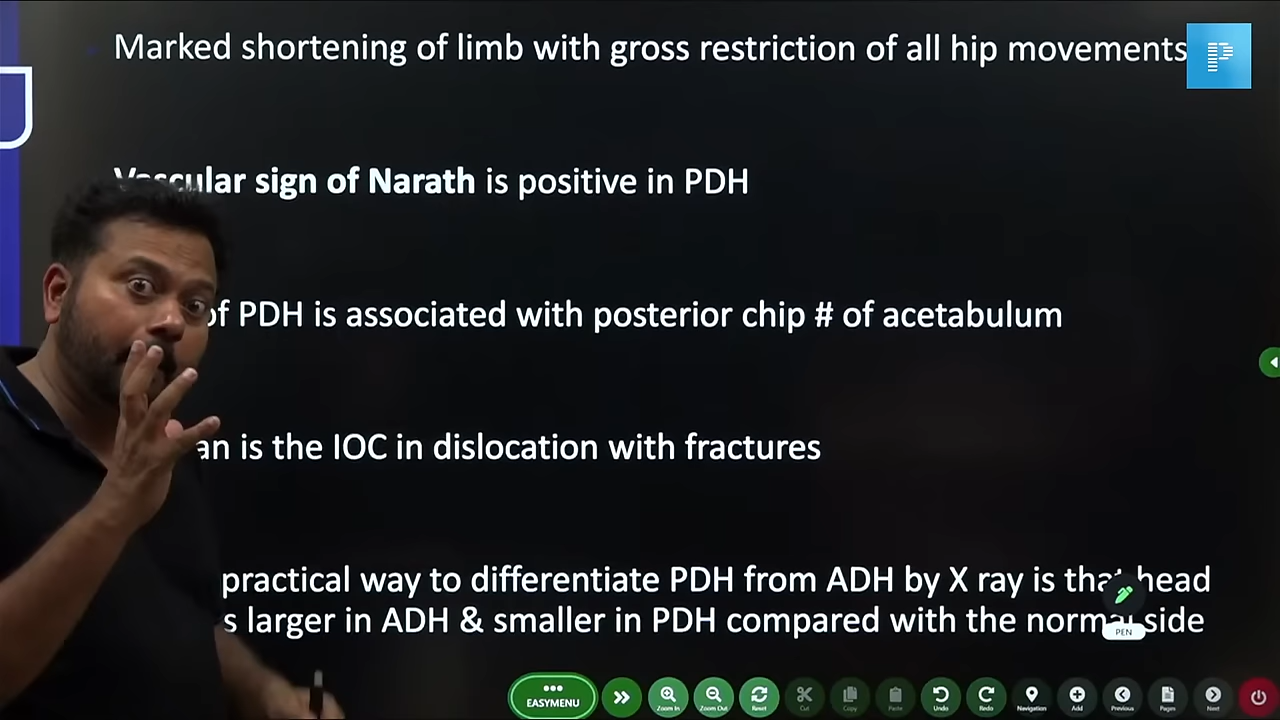 Marked shortening of limb with gross restriction of all hip movements
Vascular sign of Narath is positive in PDH
of PDH is associated with posterior chip # of acetabulum
is the IOC in dislocation with fractures
practical way to differentiate PDH from ADH by X ray is that head
larger in ADH & smaller in PDH compared with the normal side
PEN
EASYMENU
Zoom In
Zoom Out
Reset
Cut
Copy
Paste
Undo
Redo
Navigation
Add
Previous
Pages
Next